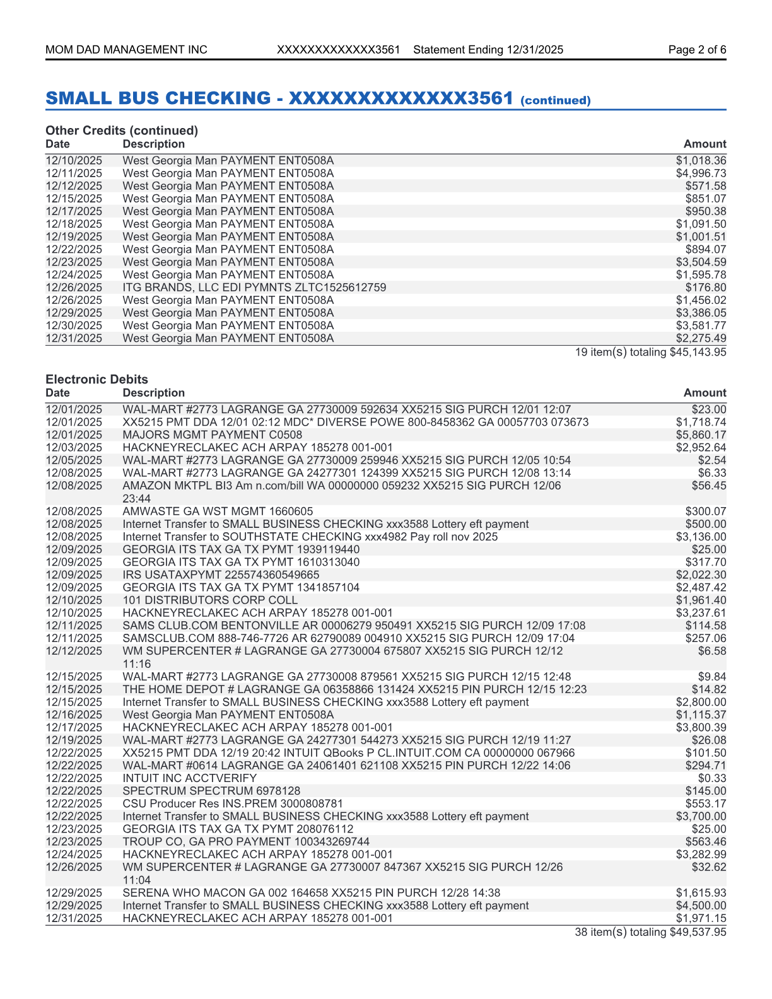 MOM DAD MANAGEMENT INC XXXXXXXXXXXXX3561 Statement Ending 12/31/2025 Page 2 of 6
SMALL BUS CHECKING - XXXXXXXXXXXXX3561 (continued)
Other Credits (continued)
Date Description Amount
12/10/2025 West Georgia Man PAYMENT ENT0508A $1,018.36
12/11/2025 West Georgia Man PAYMENT ENT0508A $4,996.73
12/12/2025 West Georgia Man PAYMENT ENT0508A $571.58
12/15/2025 West Georgia Man PAYMENT ENT0508A $851.07
12/17/2025 West Georgia Man PAYMENT ENT0508A $950.38
12/18/2025 West Georgia Man PAYMENT ENT0508A $1,091.50
12/19/2025 West Georgia Man PAYMENT ENT0508A $1,001.51
12/22/2025 West Georgia Man PAYMENT ENT0508A $894.07
12/23/2025 West Georgia Man PAYMENT ENT0508A $3,504.59
12/24/2025 West Georgia Man PAYMENT ENT0508A $1,595.78
12/26/2025 ITG BRANDS, LLC EDI PYMNTS ZLTC1525612759 $176.80
12/26/2025 West Georgia Man PAYMENT ENT0508A $1,456.02
12/29/2025 West Georgia Man PAYMENT ENT0508A $3,386.05
12/30/2025 West Georgia Man PAYMENT ENT0508A $3,581.77
12/31/2025 West Georgia Man PAYMENT ENT0508A $2,275.49
19 item(s) totaling $45,143.95
Electronic Debits
Date Description Amount
12/01/2025 WAL-MART #2773 LAGRANGE GA 27730009 592634 XX5215 SIG PURCH 12/01 12:07 $23.00
12/01/2025 XX5215 PMT DDA 12/01 02:12 MDC* DIVERSE POWE 800-8458362 GA 00057703 073673 $1,718.74
12/01/2025 MAJORS MGMT PAYMENT C0508 $5,860.17
12/03/2025 HACKNEYRECLAKEC ACH ARPAY 185278 001-001 $2,952.64
12/05/2025 WAL-MART #2773 LAGRANGE GA 27730009 259946 XX5215 SIG PURCH 12/05 10:54 $2.54
12/08/2025 WAL-MART #2773 LAGRANGE GA 24277301 124399 XX5215 SIG PURCH 12/08 13:14 $6.33
12/08/2025 AMAZON MKTPL BI3 Am n.com/bill WA 00000000 059232 XX5215 SIG PURCH 12/06 $56.45
23:44
12/08/2025 AMWASTE GA WST MGMT 1660605 $300.07
12/08/2025 Internet Transfer to SMALL BUSINESS CHECKING xxx3588 Lottery eft payment $500.00
12/08/2025 Internet Transfer to SOUTHSTATE CHECKING xxx4982 Pay roll nov 2025 $3,136.00
12/09/2025 GEORGIA ITS TAX GA TX PYMT 1939119440 $25.00
12/09/2025 GEORGIA ITS TAX GA TX PYMT 1610313040 $317.70
12/09/2025 IRS USATAXPYMT 225574360549665 $2,022.30
12/09/2025 GEORGIA ITS TAX GA TX PYMT 1341857104 $2,487.42
12/10/2025 101 DISTRIBUTORS CORP COLL $1,961.40
12/10/2025 HACKNEYRECLAKEC ACH ARPAY 185278 001-001 $3,237.61
12/11/2025 SAMS CLUB.COM BENTONVILLE AR 00006279 950491 XX5215 SIG PURCH 12/09 17:08 $114.58
12/11/2025 SAMSCLUB.COM 888-746-7726 AR 62790089 004910 XX5215 SIG PURCH 12/09 17:04 $257.06
12/12/2025 WM SUPERCENTER # LAGRANGE GA 27730004 675807 XX5215 SIG PURCH 12/12 $6.58
11:16
12/15/2025 WAL-MART #2773 LAGRANGE GA 27730008 879561 XX5215 SIG PURCH 12/15 12:48 $9.84
12/15/2025 THE HOME DEPOT # LAGRANGE GA 06358866 131424 XX5215 PIN PURCH 12/15 12:23 $14.82
12/15/2025 Internet Transfer to SMALL BUSINESS CHECKING xxx3588 Lottery eft payment $2,800.00
12/16/2025 West Georgia Man PAYMENT ENT0508A $1,115.37
12/17/2025 HACKNEYRECLAKEC ACH ARPAY 185278 001-001 $3,800.39
12/19/2025 WAL-MART #2773 LAGRANGE GA 24277301 544273 XX5215 SIG PURCH 12/19 11:27 $26.08
12/22/2025 XX5215 PMT DDA 12/19 20:42 INTUIT QBooks P CL.INTUIT.COM CA 00000000 067966 $101.50
12/22/2025 WAL-MART #0614 LAGRANGE GA 24061401 621108 XX5215 PIN PURCH 12/22 14:06 $294.71
12/22/2025 INTUIT INC ACCTVERIFY $0.33
12/22/2025 SPECTRUM SPECTRUM 6978128 $145.00
12/22/2025 CSU Producer Res INS.PREM 3000808781 $553.17
12/22/2025 Internet Transfer to SMALL BUSINESS CHECKING xxx3588 Lottery eft payment $3,700.00
12/23/2025 GEORGIA ITS TAX GA TX PYMT 208076112 $25.00
12/23/2025 TROUP CO, GA PRO PAYMENT 100343269744 $563.46
12/24/2025 HACKNEYRECLAKEC ACH ARPAY 185278 001-001 $3,282.99
12/26/2025 WM SUPERCENTER # LAGRANGE GA 27730007 847367 XX5215 SIG PURCH 12/26 $32.62
11:04
12/29/2025 SERENA WHO MACON GA 002 164658 XX5215 PIN PURCH 12/28 14:38 $1,615.93
12/29/2025 Internet Transfer to SMALL BUSINESS CHECKING xxx3588 Lottery eft payment $4,500.00
12/31/2025 HACKNEYRECLAKEC ACH ARPAY 185278 001-001 $1,971.15
38 item(s) totaling $49,537.95